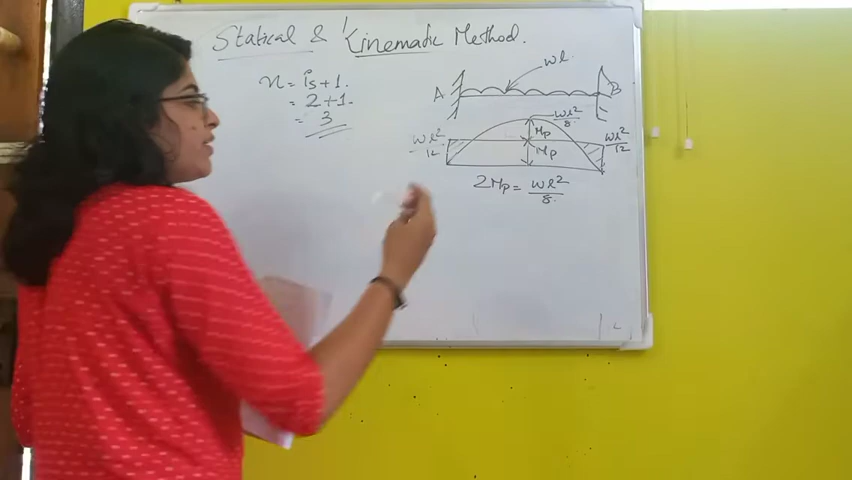 Statical & Kinematic Method.
n = is + 1.
= 2 + 1.
= 3
wl.
A
B
wl²/8
Mp
wl²/12
wl²/12
Mp
2Mp = wl²/8.